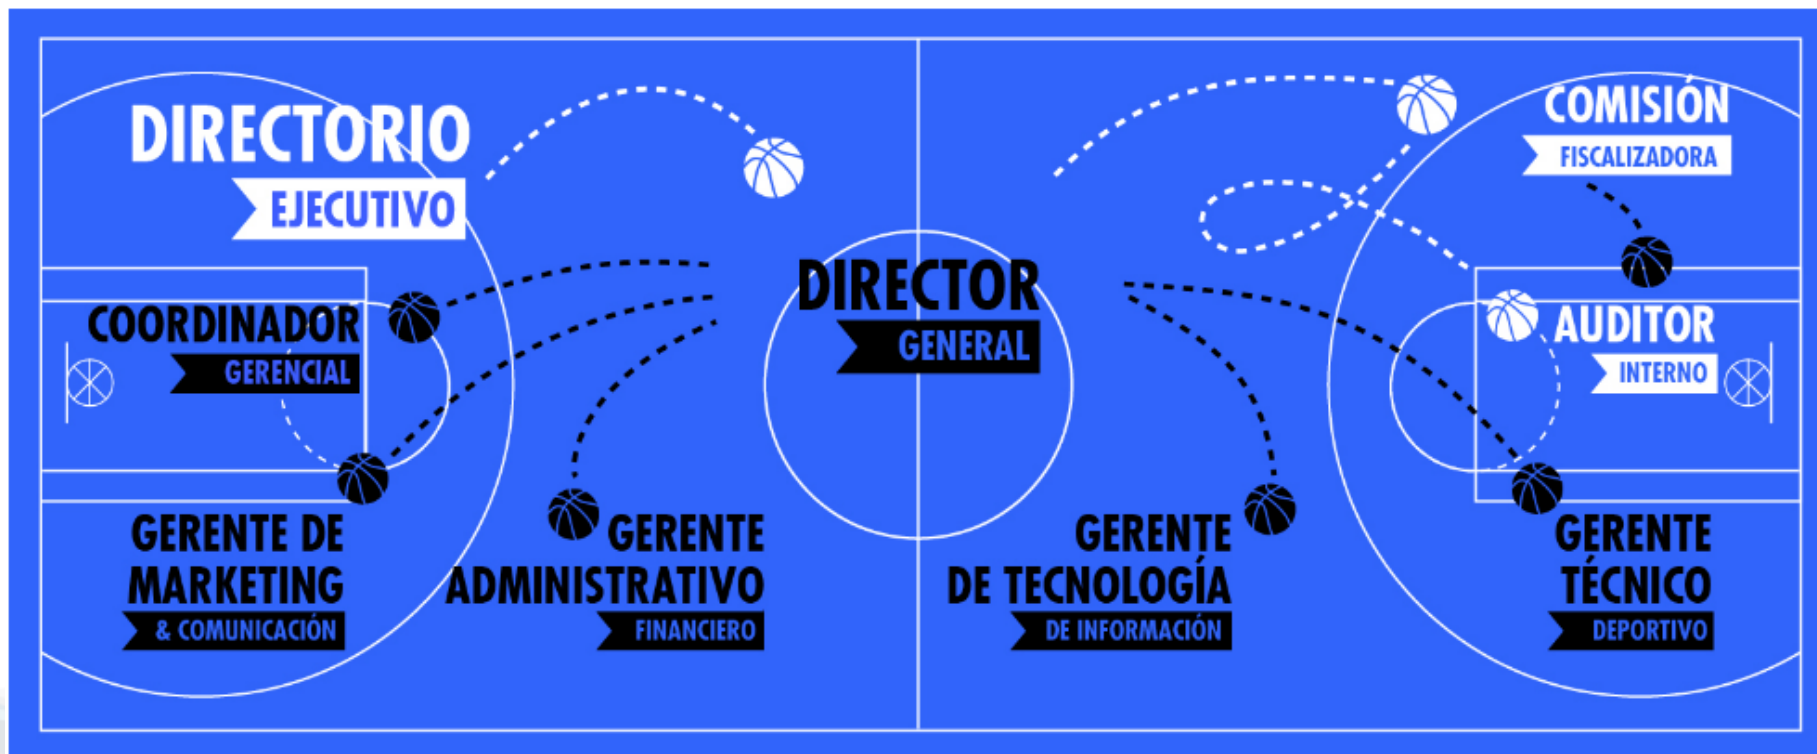 DIRECTORIO
EJECUTIVO
COMISIÓN
FISCALIZADORA
DIRECTOR
GENERAL
COORDINADOR
GERENCIAL
AUDITOR
INTERNO
GERENTE DE
MARKETING
& COMUNICACIÓN
GERENTE
ADMINISTRATIVO
FINANCIERO
GERENTE
DE TECNOLOGÍA
DE INFORMACIÓN
GERENTE
TÉCNICO
DEPORTIVO